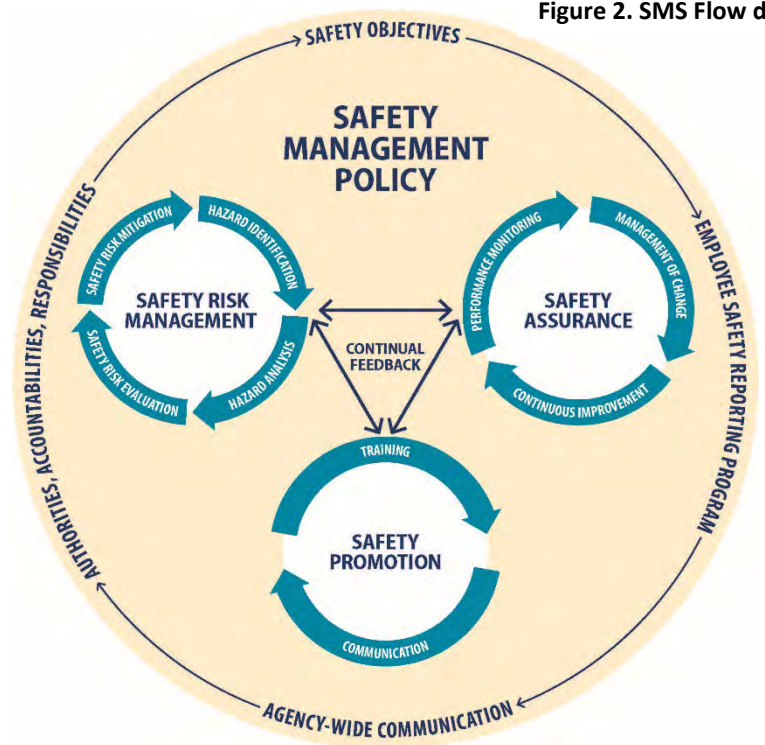 Figure 2. SMS Flow d
SAFETY OBJECTIVES
SAFETY
MANAGEMENT
POLICY
AUTHORITIES, ACCOUNTABILITIES, RESPONSIBILITIES
EMPLOYEE SAFETY REPORTING PROGRAM
SAFETY RISK MITIGATION
HAZARD IDENTIFICATION
SAFETY RISK
MANAGEMENT
SAFETY RISK EVALUATION
HAZARD ANALYSIS
PERFORMANCE MONITORING
MANAGEMENT OF CHANGE
SAFETY
ASSURANCE
CONTINUOUS IMPROVEMENT
CONTINUAL
FEEDBACK
TRAINING
SAFETY
PROMOTION
COMMUNICATION
AGENCY-WIDE COMMUNICATION